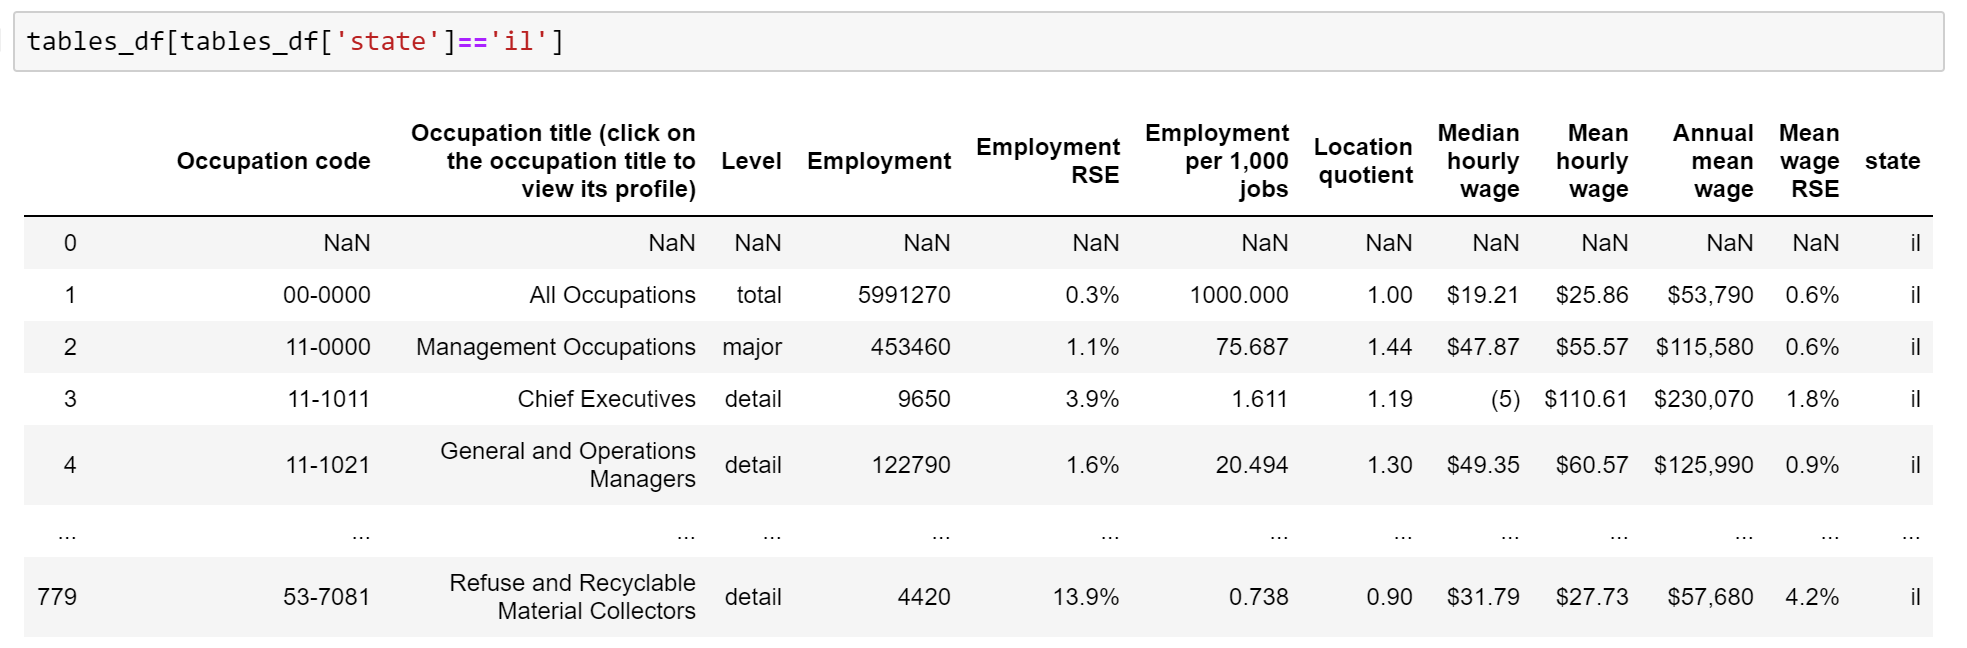 tables_df[tables_df['state']=='il']
Occupation code Occupation title (click on the occupation title to view its profile) Level Employment Employment RSE Employment per 1,000 jobs Location quotient Median hourly wage Mean hourly wage Annual mean wage Mean wage RSE state
0 NaN NaN NaN NaN NaN NaN NaN NaN NaN NaN NaN il
1 00-0000 All Occupations total 5991270 0.3% 1000.000 1.00 $19.21 $25.86 $53,790 0.6% il
2 11-0000 Management Occupations major 453460 1.1% 75.687 1.44 $47.87 $55.57 $115,580 0.6% il
3 11-1011 Chief Executives detail 9650 3.9% 1.611 1.19 (5) $110.61 $230,070 1.8% il
4 11-1021 General and Operations Managers detail 122790 1.6% 20.494 1.30 $49.35 $60.57 $125,990 0.9% il
... ... ... ... ... ... ... ... ... ... ... ... ...
779 53-7081 Refuse and Recyclable Material Collectors detail 4420 13.9% 0.738 0.90 $31.79 $27.73 $57,680 4.2% il